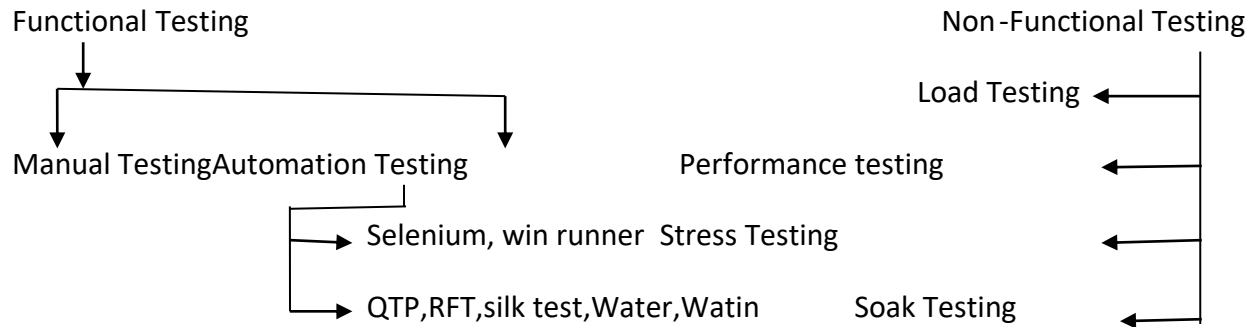 Functional Testing Non-Functional Testing
Load Testing
Manual TestingAutomation Testing Performance testing
Selenium, win runner Stress Testing
QTP,RFT,silk test,Water,Watin Soak Testing